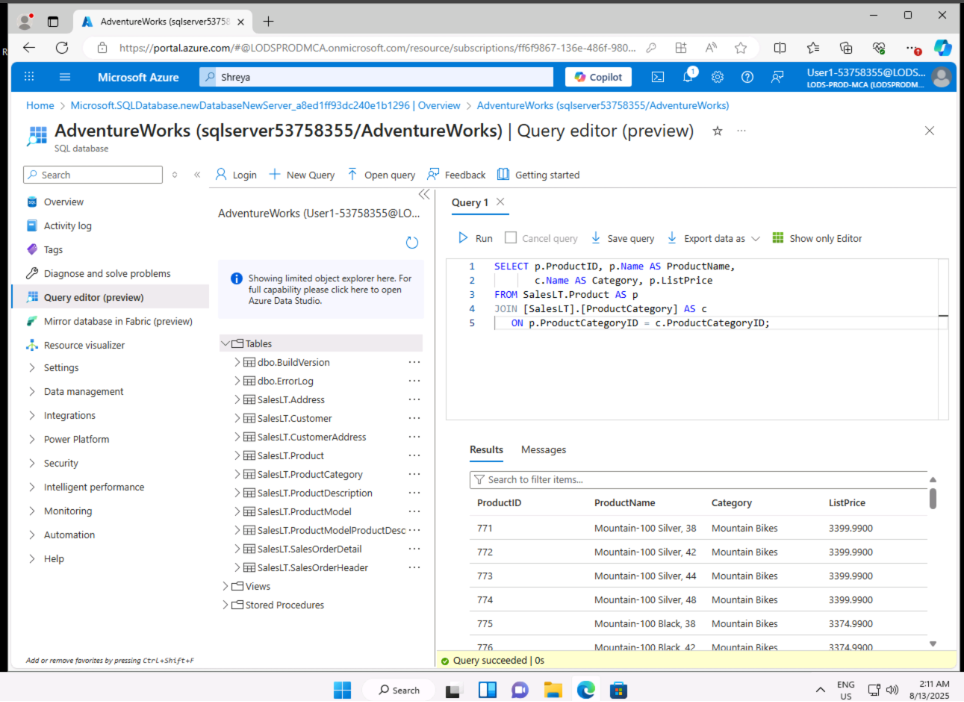 AdventureWorks (sqlserver53758
https://portal.azure.com/#@LODSPRODMCA.onmicrosoft.com/resource/subscriptions/ff6f9867-136e-486f-980...
Microsoft Azure
Shreya
Copilot
1
User1-53758355@LODS...
LODS-PROD-MCA (LODSPRODM...
Home > Microsoft.SQLDatabase.newDatabaseNewServer_a8ed1ff93dc240e1b1296 | Overview > AdventureWorks (sqlserver53758355/AdventureWorks)
AdventureWorks (sqlserver53758355/AdventureWorks) | Query editor (preview)
SQL database
Search
Login
New Query
Open query
Feedback
Getting started
Overview
Activity log
Tags
Diagnose and solve problems
Query editor (preview)
Mirror database in Fabric (preview)
Resource visualizer
Settings
Data management
Integrations
Power Platform
Security
Intelligent performance
Monitoring
Automation
Help
Add or remove favorites by pressing Ctrl+Shift+F
AdventureWorks (User1-53758355@LO...
Showing limited object explorer here. For
full capability please click here to open
Azure Data Studio.
Tables
dbo.BuildVersion
dbo.ErrorLog
SalesLT.Address
SalesLT.Customer
SalesLT.CustomerAddress
SalesLT.Product
SalesLT.ProductCategory
SalesLT.ProductDescription
SalesLT.ProductModel
SalesLT.ProductModelProductDesc
SalesLT.SalesOrderDetail
SalesLT.SalesOrderHeader
Views
Stored Procedures
Query 1
Run
Cancel query
Save query
Export data as
Show only Editor
1 SELECT p.ProductID, p.Name AS ProductName,
2 c.Name AS Category, p.ListPrice
3 FROM SalesLT.Product AS p
4 JOIN [SalesLT].[ProductCategory] AS c
5 ON p.ProductCategoryID = c.ProductCategoryID;
Results Messages
Search to filter items...
ProductID ProductName Category ListPrice
771 Mountain-100 Silver, 38 Mountain Bikes 3399.9900
772 Mountain-100 Silver, 42 Mountain Bikes 3399.9900
773 Mountain-100 Silver, 44 Mountain Bikes 3399.9900
774 Mountain-100 Silver, 48 Mountain Bikes 3399.9900
775 Mountain-100 Black, 38 Mountain Bikes 3374.9900
776 Mountain-100 Black, 42 Mountain Bikes 3374.9900
Query succeeded | 0s
Search
ENG
US
2:11 AM
8/13/2025